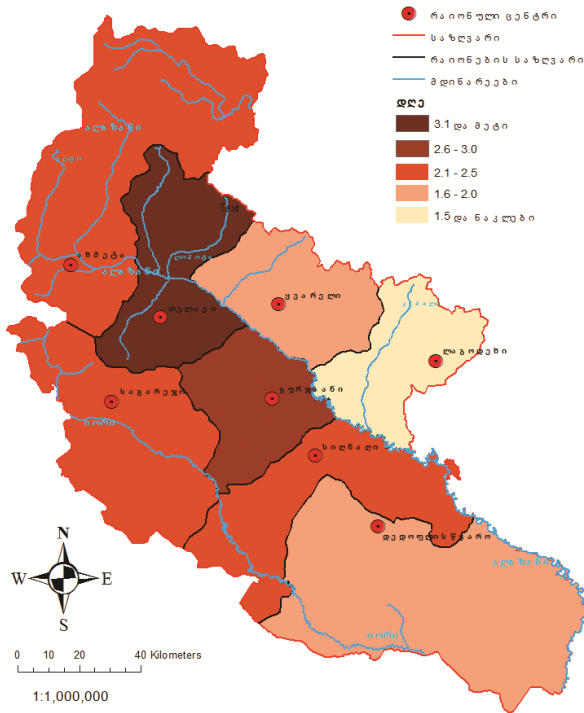 რაიონული ცენტრი
საზღვარი
რაიონების საზღვარი
მდინარეები
დღე
3.1 და მეტი
2.6 - 3.0
2.1 - 2.5
1.6 - 2.0
1.5 და ნაკლები
ალაზანი
Text
ახმეტა
ალაზანი
ლოპოტა
ყვარელი
თელავი
ლაგოდეხი
საგარეჯო
გურჯაანი
იორი
სიღნაღი
დედოფლისწყარო
ალაზანი
იორი
N
W
E
S
0 10 20 40 Kilometers
1:1,000,000